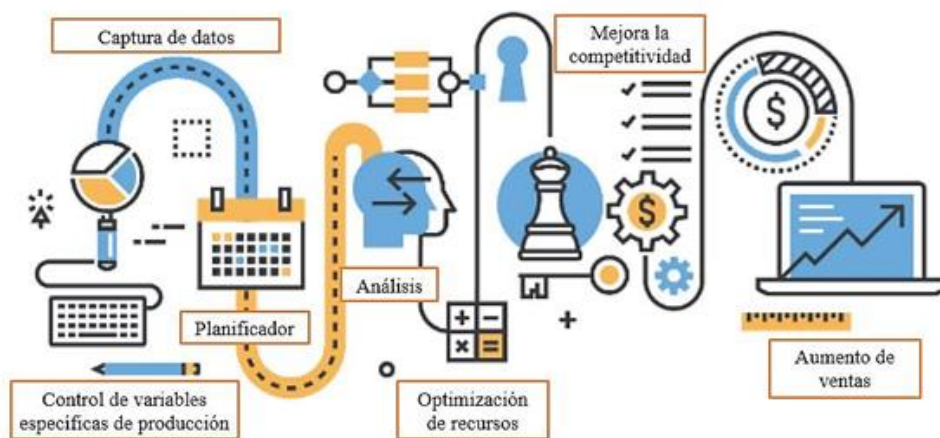 Captura de datos
Mejora la
competitividad
Análisis
Planificador
Control de variables
específicas de producción
Optimización
de recursos
Aumento de
ventas